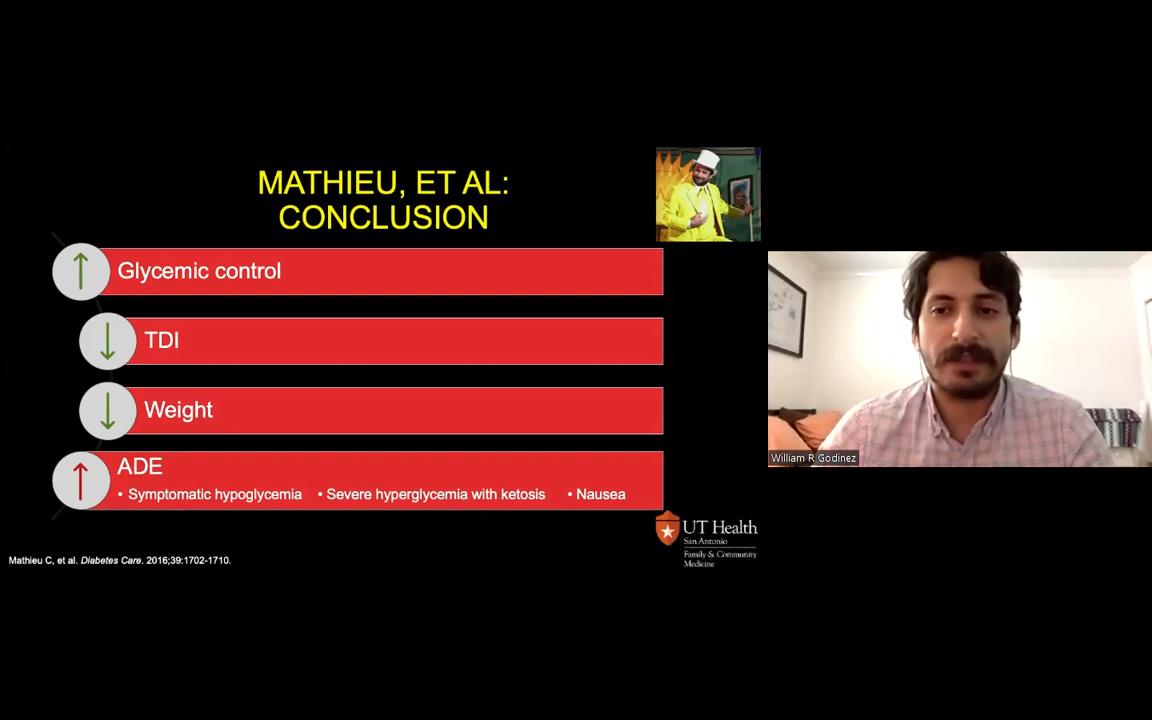 MATHIEU, ET AL:
CONCLUSION
Glycemic control
TDI
Weight
ADE
• Symptomatic hypoglycemia • Severe hyperglycemia with ketosis • Nausea
William R Godinez
UT Health
San Antonio
Family & Community
Medicine
Mathieu C, et al. Diabetes Care. 2016;39:1702-1710.